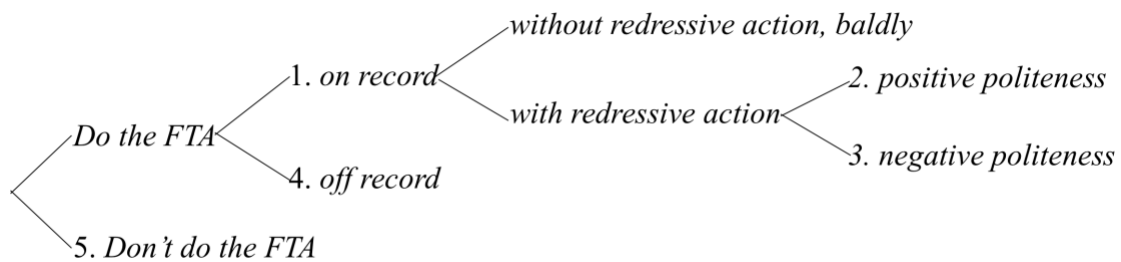 without redressive action, baldly
1. on record
2. positive politeness
with redressive action
Do the FTA
3. negative politeness
4. off record
5. Don't do the FTA